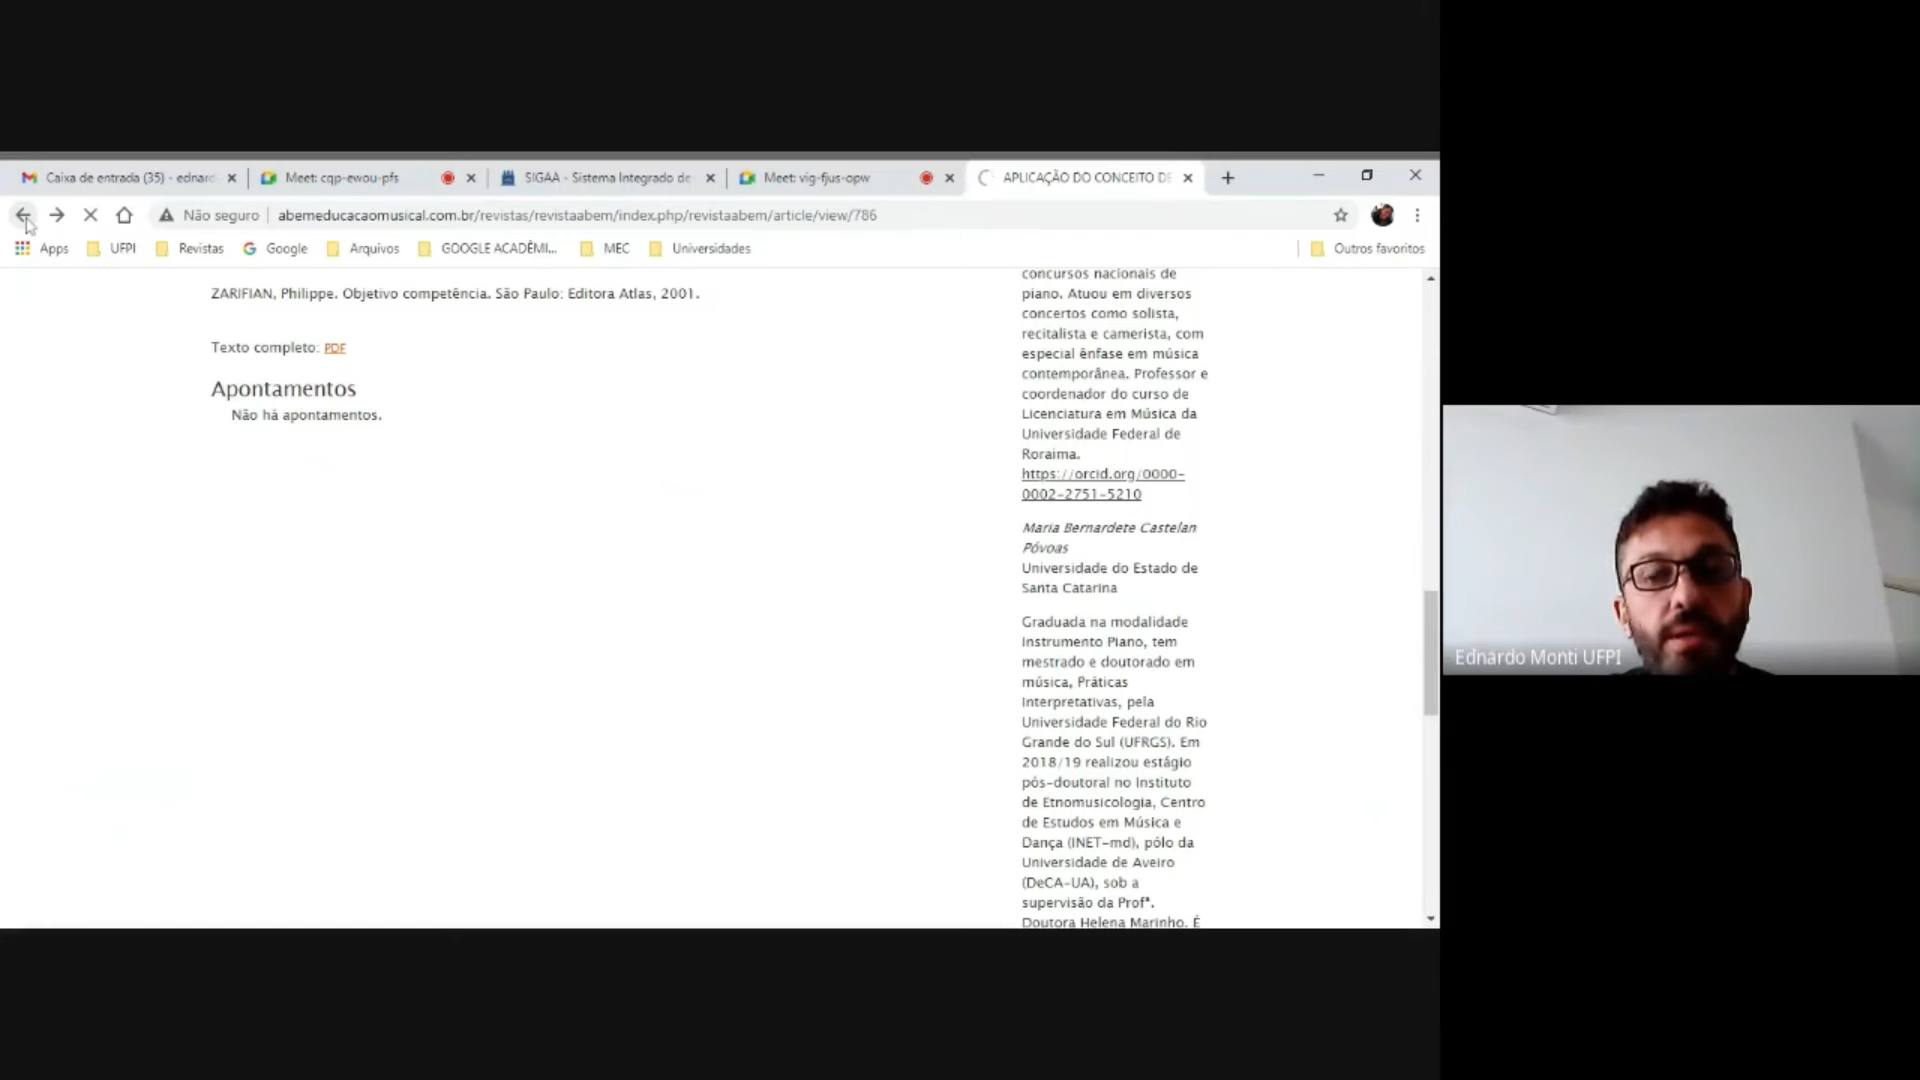 Caixa de entrada (35) - ednard
Meet: cqp-ewou-pfs
SIGAA - Sistema Integrado de
Meet: vig-fjus-opw
APLICAÇÃO DO CONCEITO DE
Não seguro
abemeducacaomusical.com.br/revistas/revistaabem/index.php/revistaabem/article/view/786
Apps
UFPI
Revistas
Google
Arquivos
GOOGLE ACADÊMI...
MEC
Universidades
Outros favoritos
ZARIFIAN, Philippe. Objetivo competência. São Paulo: Editora Atlas, 2001.
Texto completo: PDF
Apontamentos
Não há apontamentos.
concursos nacionais de
piano. Atuou em diversos
concertos como solista,
recitalista e camerista, com
especial ênfase em música
contemporânea. Professor e
coordenador do curso de
Licenciatura em Música da
Universidade Federal de
Roraima.
https://orcid.org/0000-
0002-2751-5210
Maria Bernardete Castelan
Póvoas
Universidade do Estado de
Santa Catarina
Graduada na modalidade
Instrumento Piano, tem
mestrado e doutorado em
música, Práticas
Interpretativas, pela
Universidade Federal do Rio
Grande do Sul (UFRGS). Em
2018/19 realizou estágio
pós-doutoral no Instituto
de Etnomusicologia, Centro
de Estudos em Música e
Dança (INET-md), pólo da
Universidade de Aveiro
(DeCA-UA), sob a
supervisão da Profª.
Doutora Helena Marinho. É
Ednardo Monti UFPI